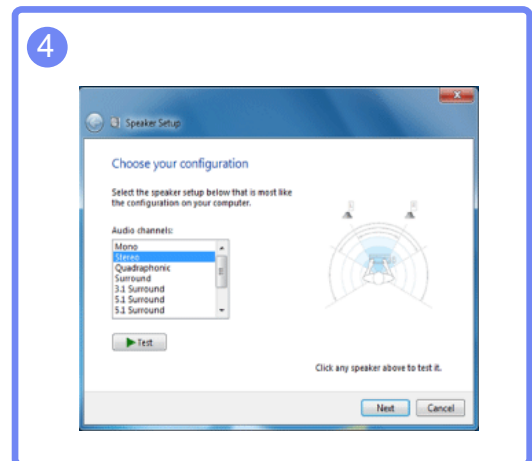 4
Speaker Setup
Choose your configuration
Select the speaker setup below that is most like
the configuration on your computer.
Audio channels:
Mono
Stereo
Quadraphonic
Surround
3.1 Surround
5.1 Surround
5.1 Surround
Test
Click any speaker above to test it.
Next
Cancel